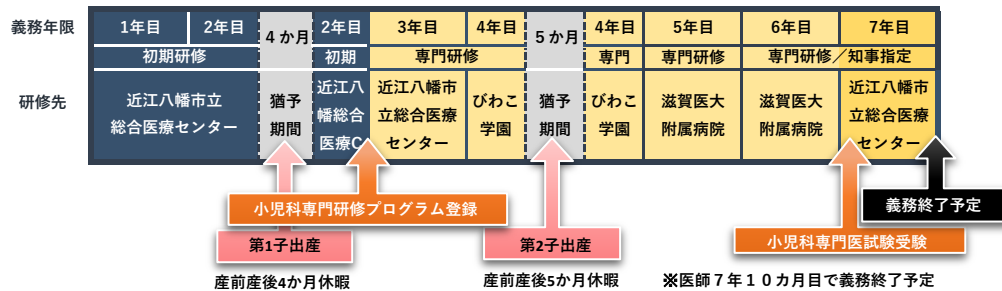 義務年限 1年目 2年目 4か月 2年目 3年目 4年目 5か月 4年目 5年目 6年目 7年目
初期研修 初期 専門研修 専門 専門研修 専門研修／知事指定
研修先
近江八幡市立
総合医療センター
猶予
期間
近江八
幡総合
医療C
近江八幡市
立総合医療
センター
びわこ
学園
猶予
期間
びわこ
学園
滋賀医大
附属病院
滋賀医大
附属病院
近江八幡市
立総合医療
センター
義務終了予定
小児科専門研修プログラム登録
第1子出産
第2子出産
小児科専門医試験受験
産前産後4か月休暇
産前産後5か月休暇
※医師７年１０カ月目で義務終了予定